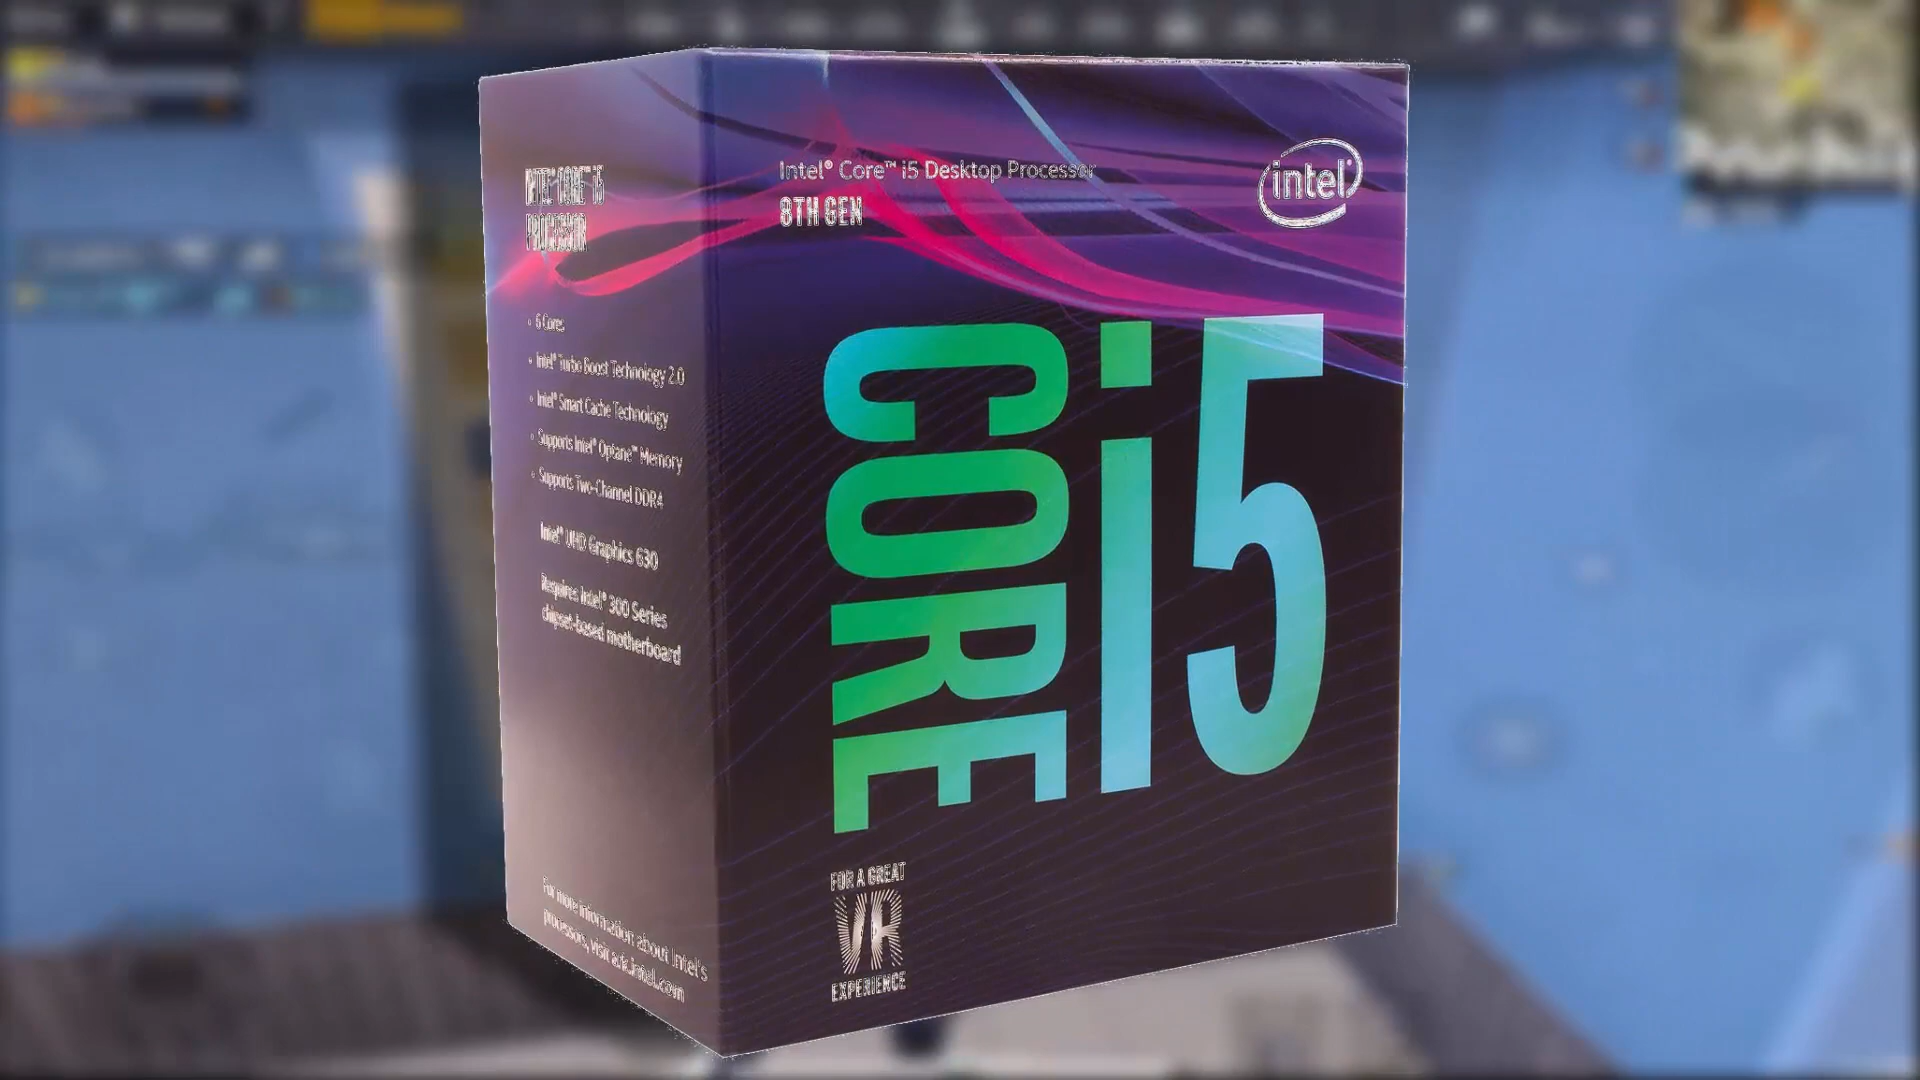 INTEL® CORE™ i5
PROCESSOR
• 6 Cores
• Intel® Turbo Boost Technology 2.0
• Intel® Smart Cache Technology
• Supports Intel® Optane™ Memory
• Supports Two-Channel DDR4
Intel® UHD Graphics 630
Requires Intel® 300 Series
chipset-based motherboard
For more information about Intel's
processors, visit ark.intel.com
Intel® Core™ i5 Desktop Processor
8TH GEN
intel®
CORE i5
FOR A GREAT
VR
EXPERIENCE